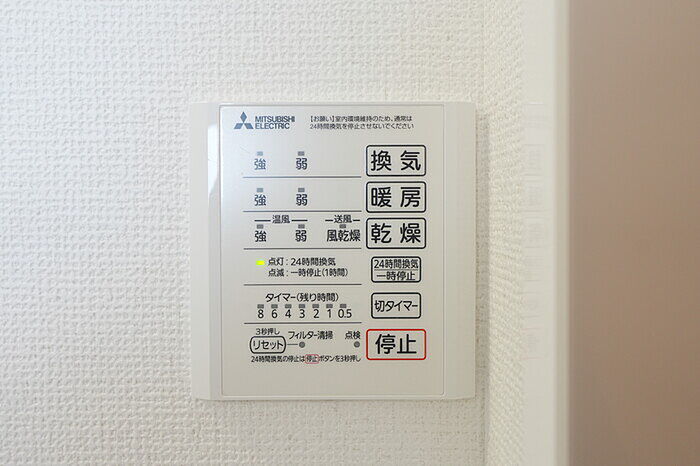 MITSUBISHI
ELECTRIC
【お願い】室内環境維持のため、通常は
24時間換気を停止させないでください
強 弱 換気
強 弱 暖房
温風 送風
強 弱 風乾燥 乾燥
点灯：24時間換気
点滅：一時停止(1時間)
24時間換気
一時停止
タイマー(残り時間)
8 6 4 3 2 1 0.5
切タイマー
3秒押し
リセット フィルター清掃 点検
停止
24時間換気の停止は停止ボタンを3秒押し